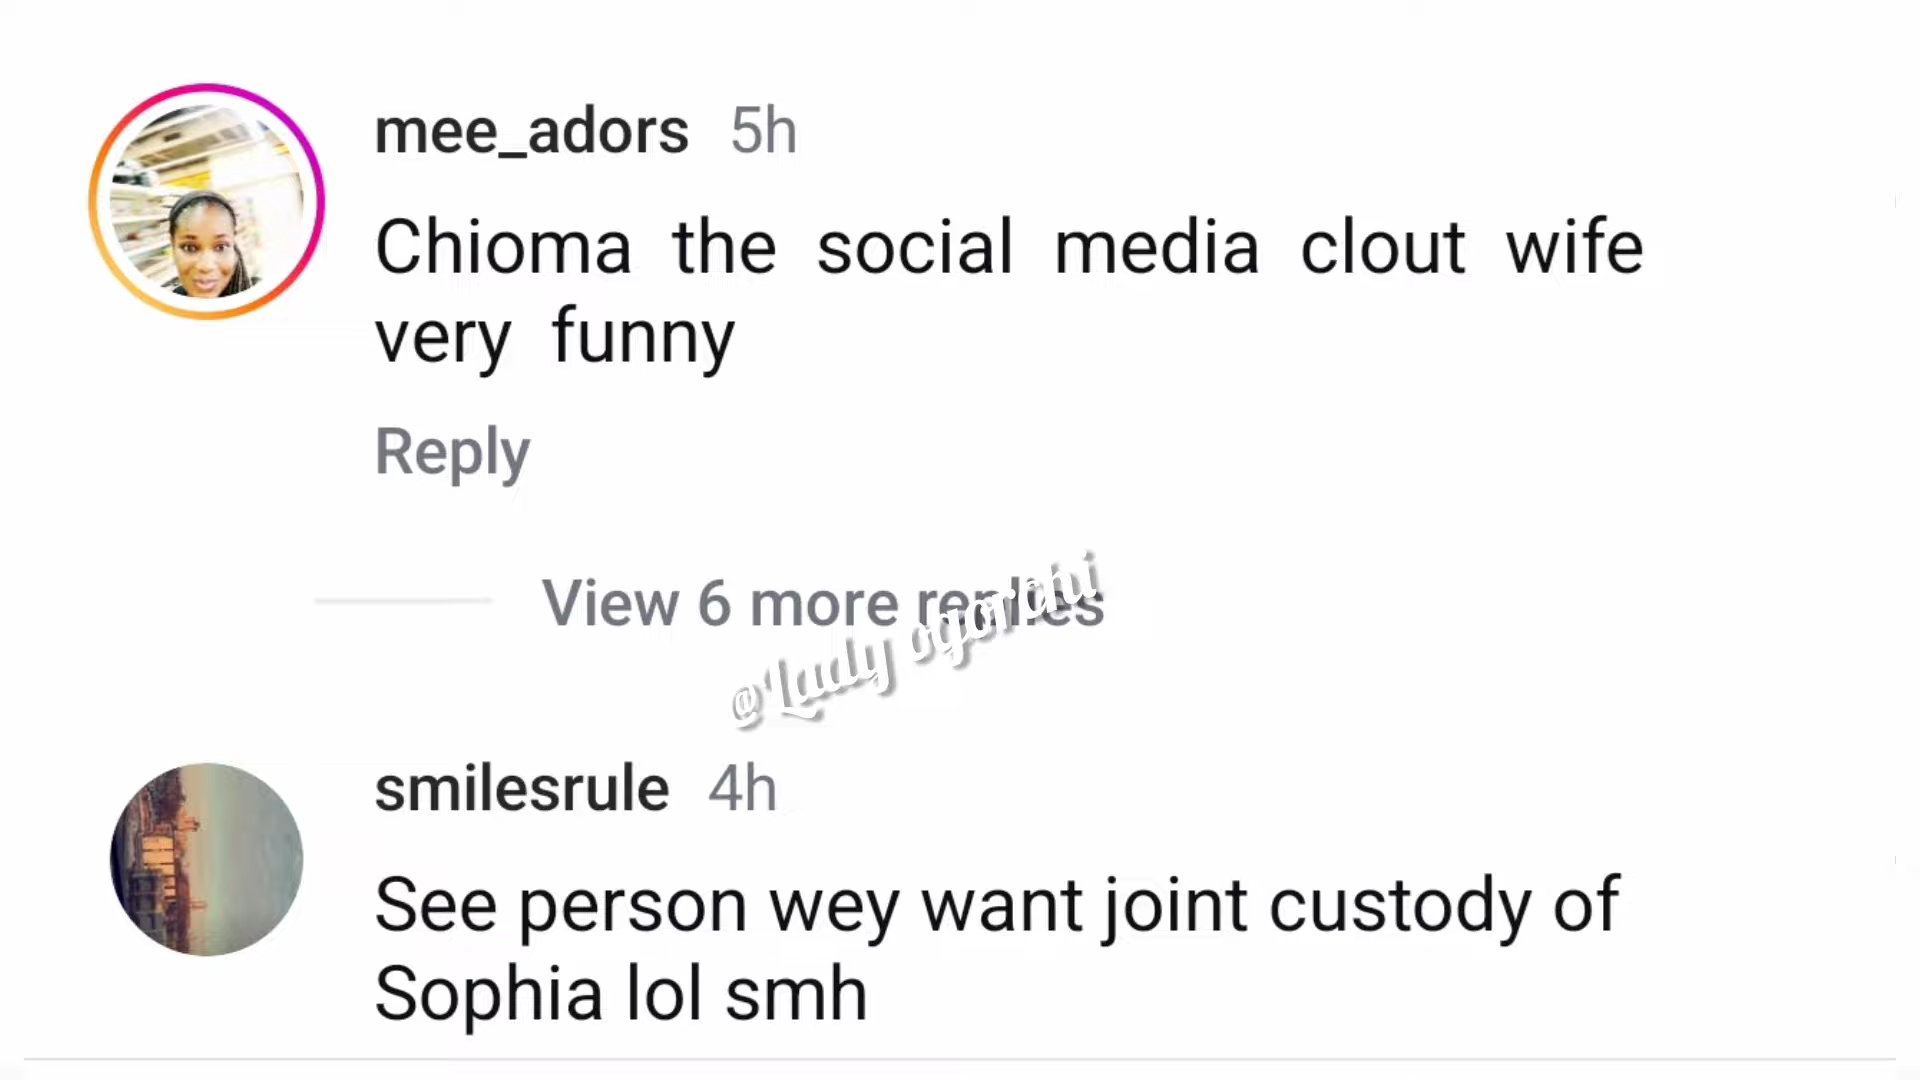 mee_adors 5h
Chioma the social media clout wife
very funny
Reply
View 6 more replies
@Lady ogorchi
smilesrule 4h
See person wey want joint custody of
Sophia lol smh